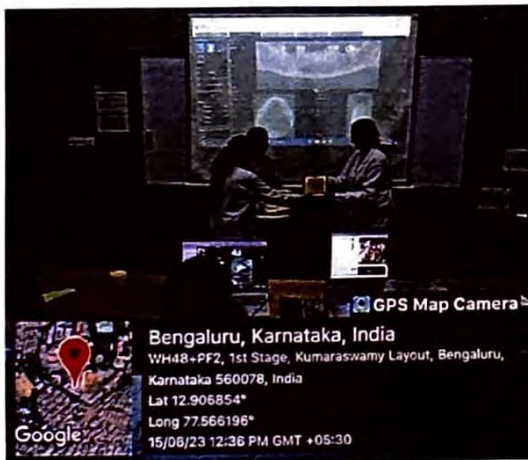 GPS Map Camera
Bengaluru, Karnataka, India
WH48+PF2, 1st Stage, Kumaraswamy Layout, Bengaluru,
Karnataka 560078, India
Lat 12.906854°
Long 77.566196°
15/06/23 12:36 PM GMT +05:30
Google